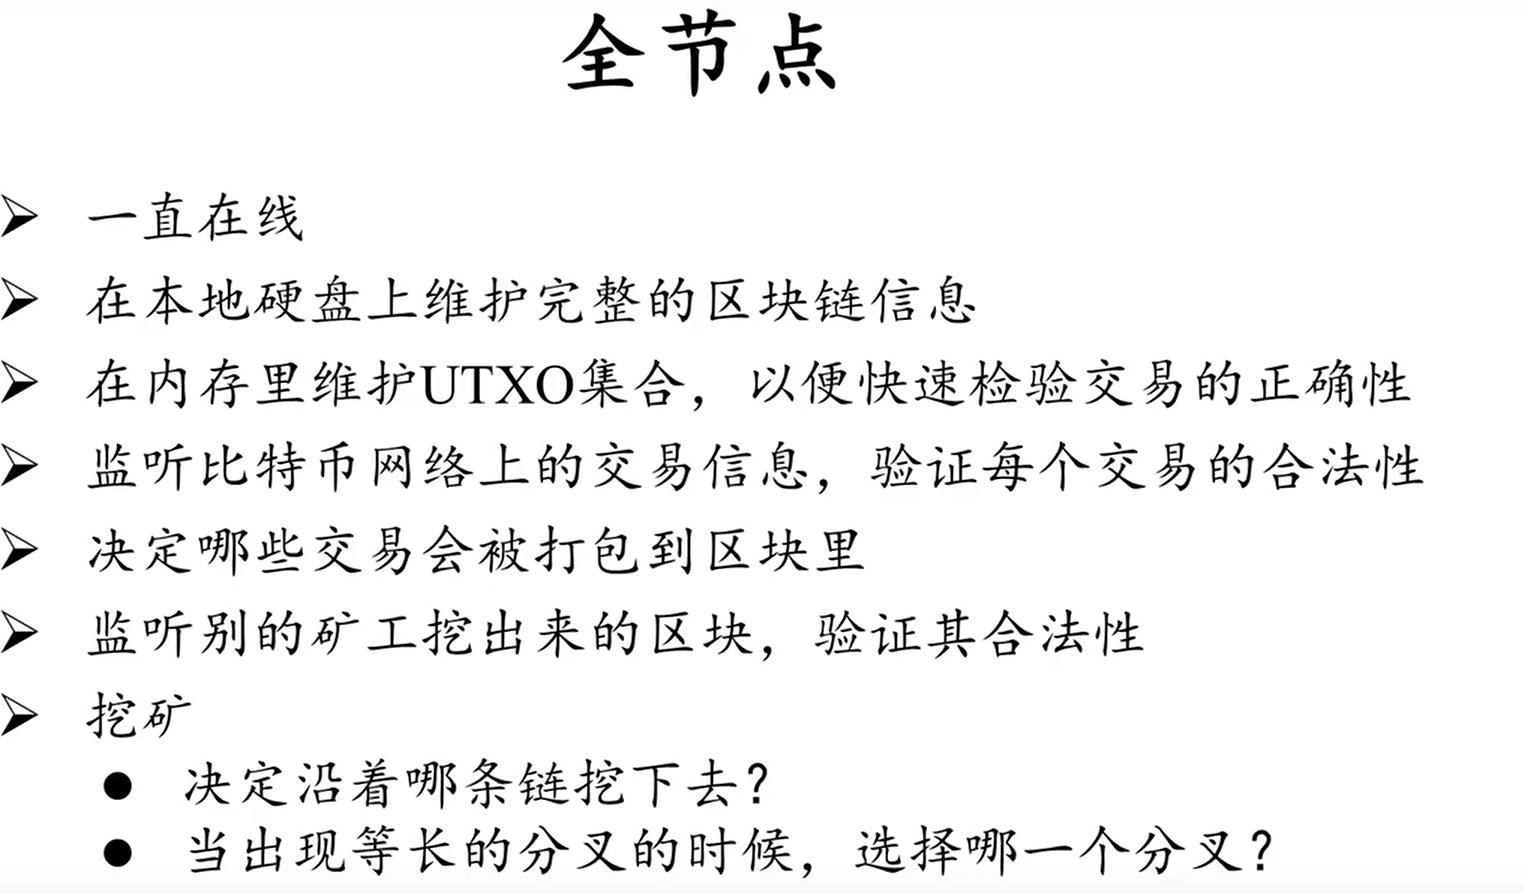 全节点
➢ 一直在线
➢ 在本地硬盘上维护完整的区块链信息
➢ 在内存里维护UTXO集合，以便快速检验交易的正确性
➢ 监听比特币网络上的交易信息，验证每个交易的合法性
➢ 决定哪些交易会被打包到区块里
➢ 监听别的矿工挖出来的区块，验证其合法性
➢ 挖矿
● 决定沿着哪条链挖下去？
● 当出现等长的分叉的时候，选择哪一个分叉？